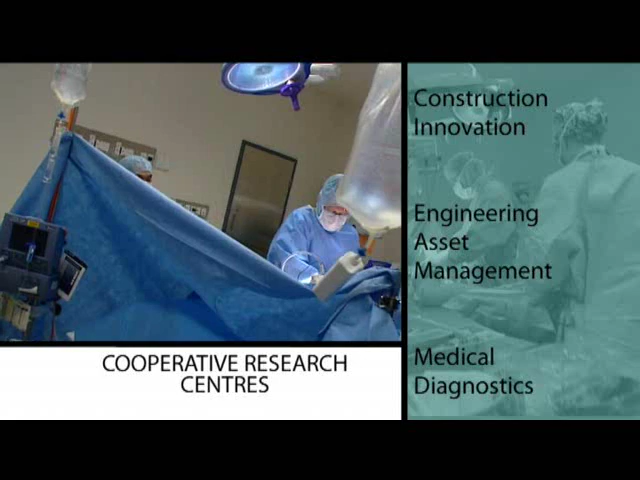 Construction
Innovation
Engineering
Asset
Management
Medical
Diagnostics
COOPERATIVE RESEARCH
CENTRES